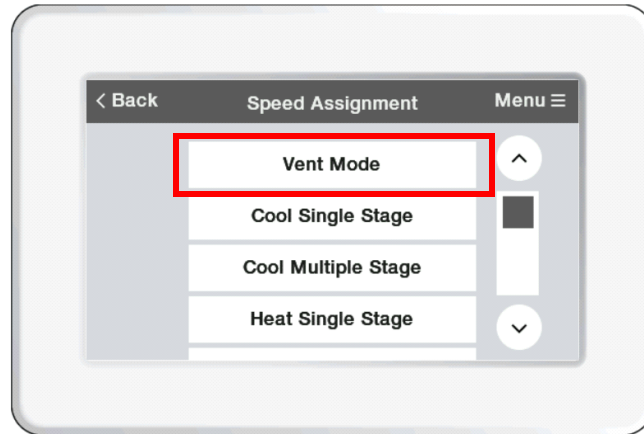 < Back Speed Assignment Menu ☰
Vent Mode
Cool Single Stage
Cool Multiple Stage
Heat Single Stage